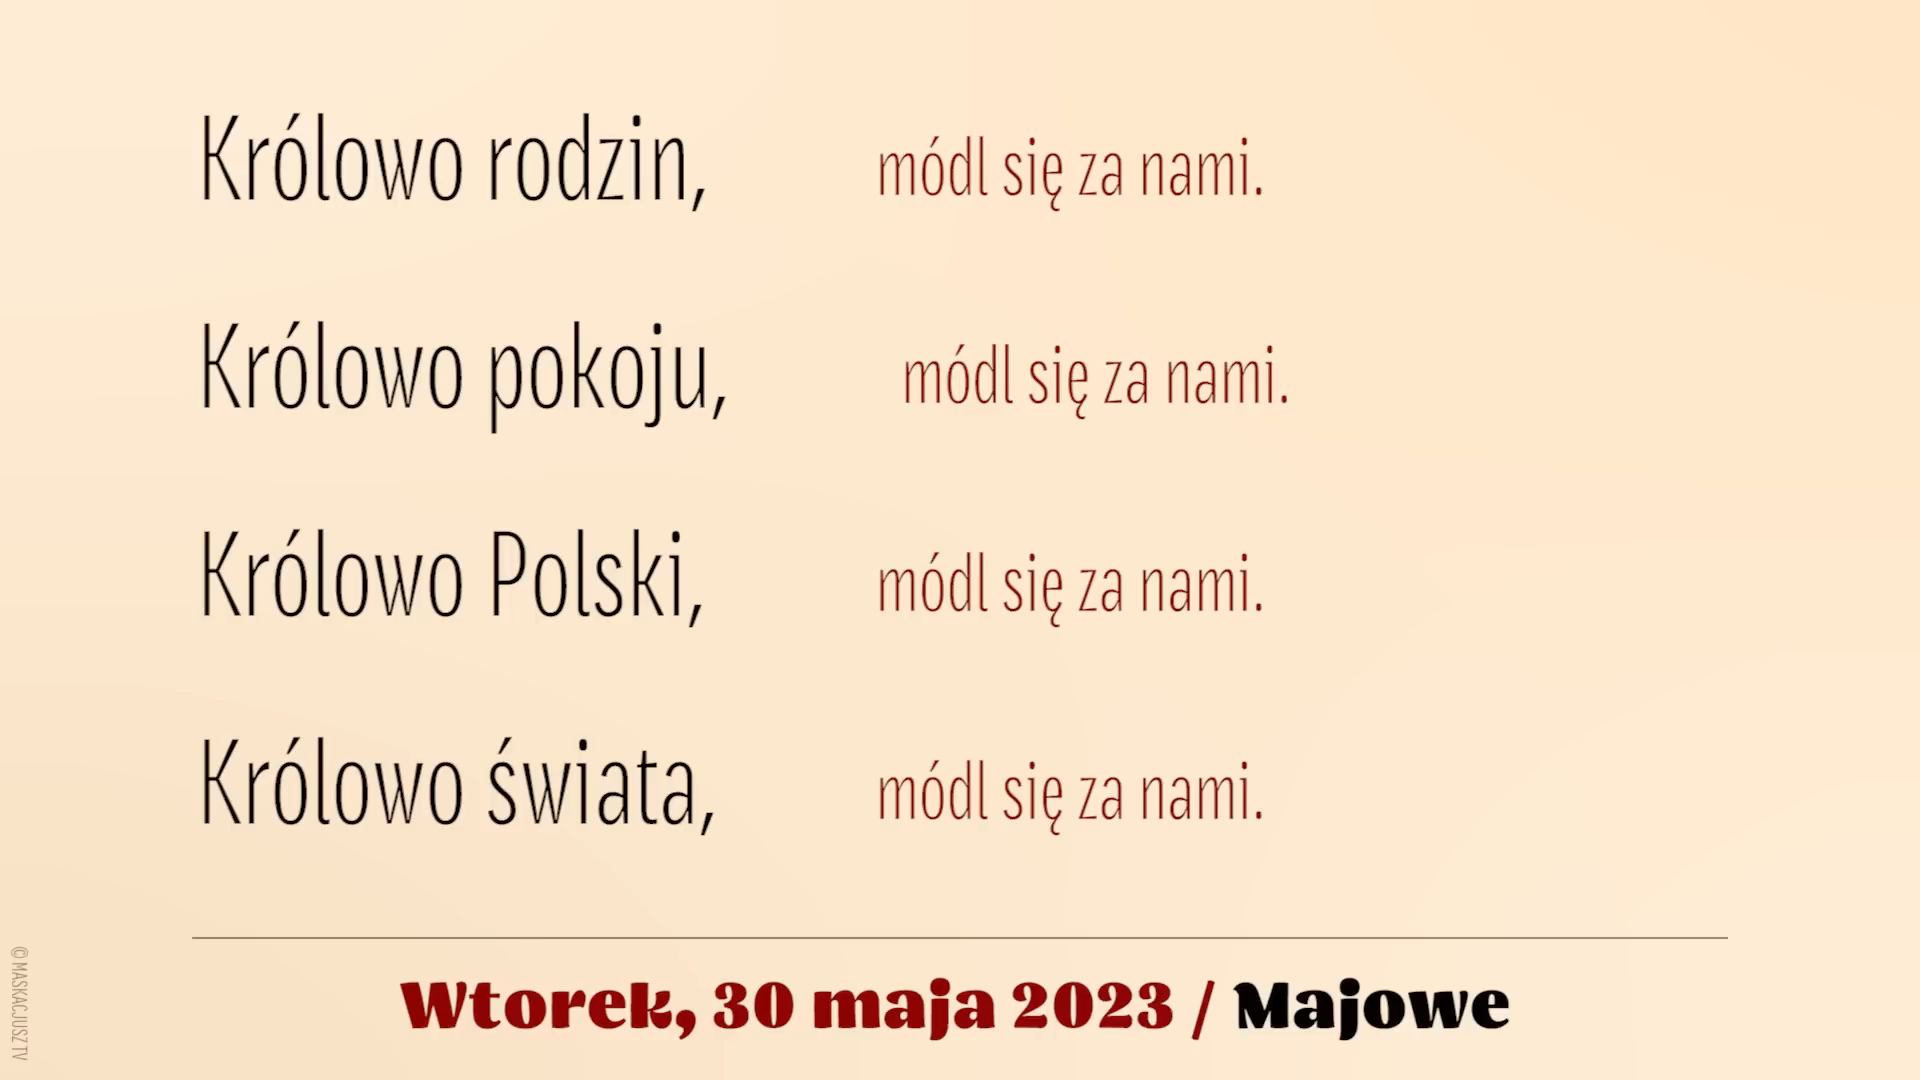 Królowo rodzin, módl się za nami.
Królowo pokoju, módl się za nami.
Królowo Polski, módl się za nami.
Królowo świata, módl się za nami.
Wtorek, 30 maja 2023 / Majowe
© MASKACJUSZ TV